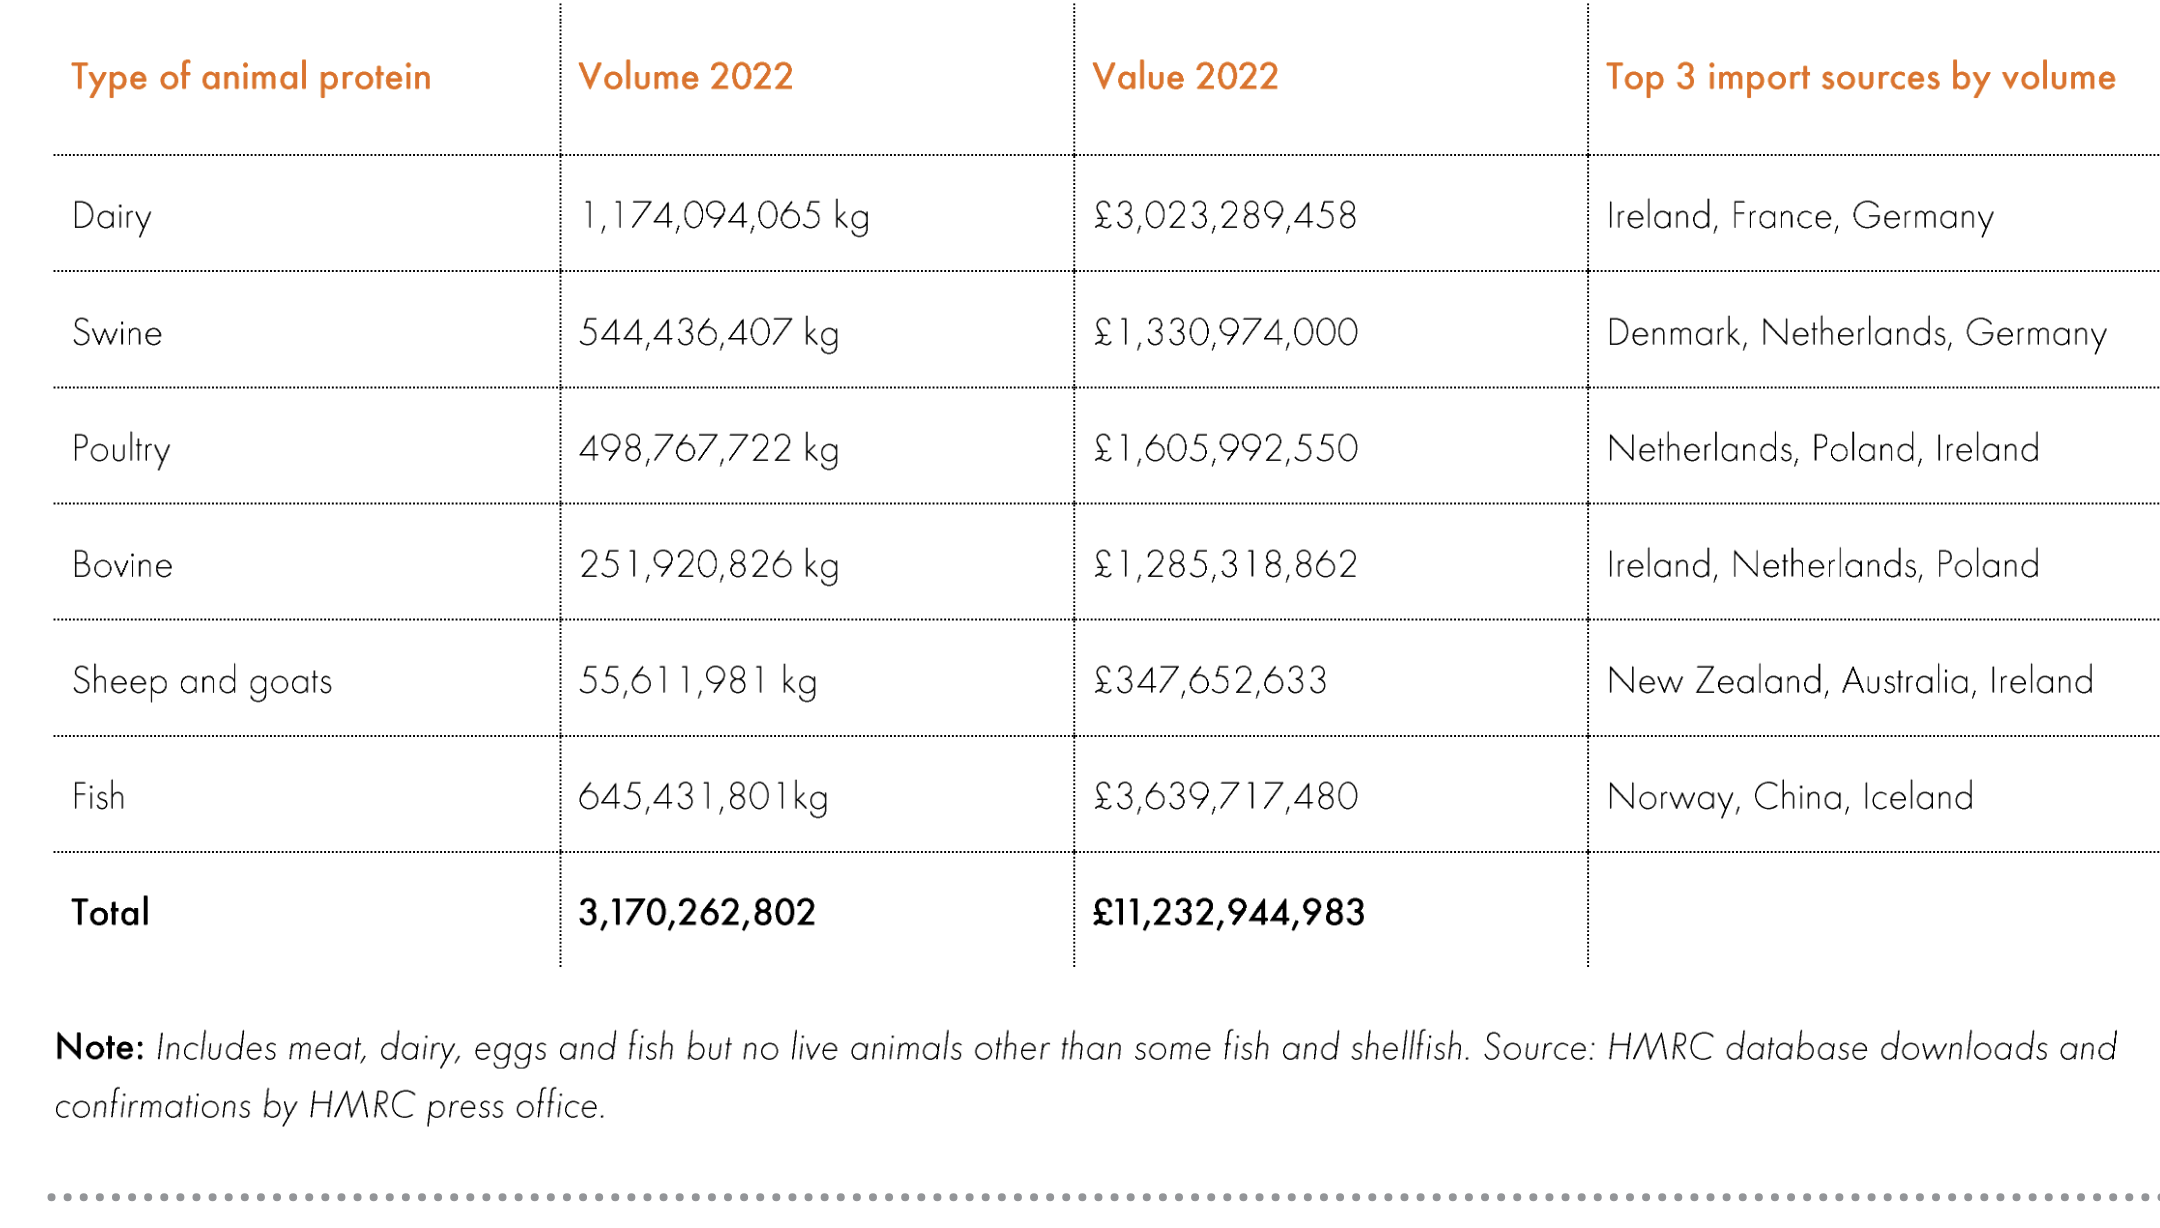 Type of animal protein Volume 2022 Value 2022 Top 3 import sources by volume
Dairy 1,174,094,065 kg £3,023,289,458 Ireland, France, Germany
Swine 544,436,407 kg £1,330,974,000 Denmark, Netherlands, Germany
Poultry 498,767,722 kg £1,605,992,550 Netherlands, Poland, Ireland
Bovine 251,920,826 kg £1,285,318,862 Ireland, Netherlands, Poland
Sheep and goats 55,611,981 kg £347,652,633 New Zealand, Australia, Ireland
Fish 645,431,801kg £3,639,717,480 Norway, China, Iceland
Total 3,170,262,802 £11,232,944,983
Note: Includes meat, dairy, eggs and fish but no live animals other than some fish and shellfish. Source: HMRC database downloads and
confirmations by HMRC press office.